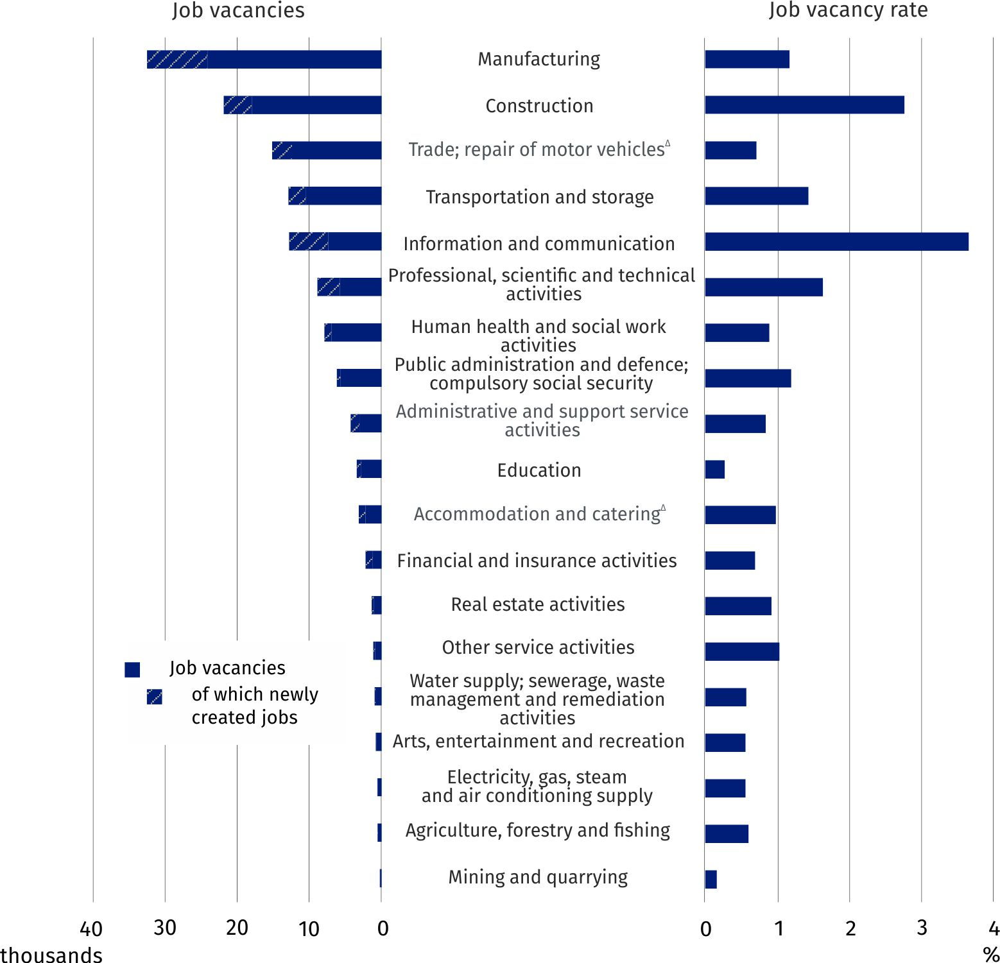 Job vacancies
Job vacancy rate
Manufacturing
Construction
Trade; repair of motor vehiclesΔ
Transportation and storage
Information and communication
Professional, scientific and technical
activities
Human health and social work
activities
Public administration and defence;
compulsory social security
Administrative and support service
activities
Education
Accommodation and cateringΔ
Financial and insurance activities
Real estate activities
Other service activities
Water supply; sewerage, waste
management and remediation
activities
Arts, entertainment and recreation
Electricity, gas, steam
and air conditioning supply
Agriculture, forestry and fishing
Mining and quarrying
Job vacancies
of which newly
created jobs
40 30 20 10 0
thousands
0 1 2 3 4
%